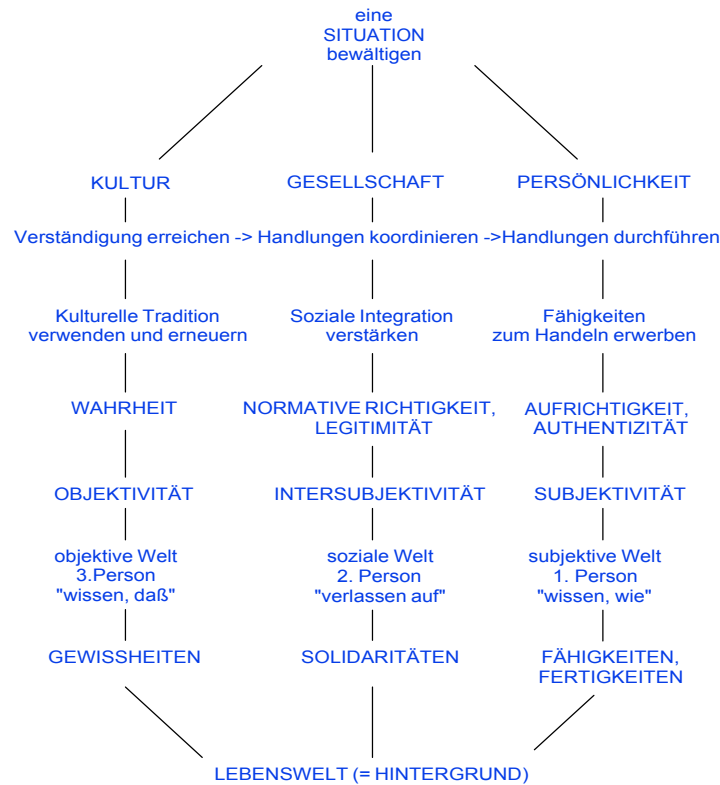 eine
SITUATION
bewältigen
KULTUR GESELLSCHAFT PERSÖNLICHKEIT
Verständigung erreichen -> Handlungen koordinieren ->Handlungen durchführen
Kulturelle Tradition
verwenden und erneuern
Soziale Integration
verstärken
Fähigkeiten
zum Handeln erwerben
WAHRHEIT
NORMATIVE RICHTIGKEIT,
LEGITIMITÄT
AUFRICHTIGKEIT,
AUTHENTIZITÄT
OBJEKTIVITÄT INTERSUBJEKTIVITÄT SUBJEKTIVITÄT
objektive Welt
3.Person
"wissen, daß"
soziale Welt
2. Person
"verlassen auf"
subjektive Welt
1. Person
"wissen, wie"
GEWISSHEITEN
SOLIDARITÄTEN
FÄHIGKEITEN,
FERTIGKEITEN
LEBENSWELT (= HINTERGRUND)